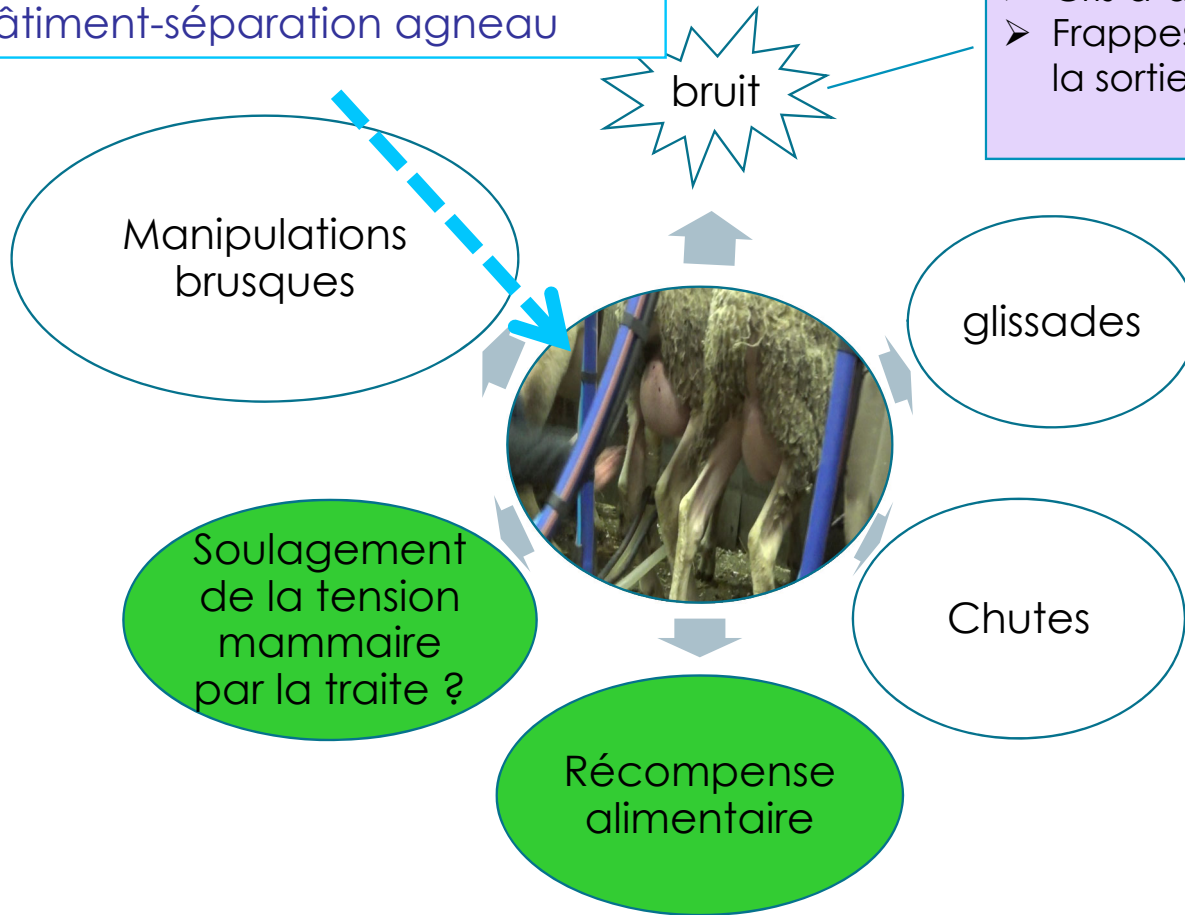 âtiment-séparation agneau
➢ Frappes
la sortie
bruit
Manipulations
brusques
glissades
Soulagement
de la tension
mammaire
par la traite ?
Chutes
Récompense
alimentaire